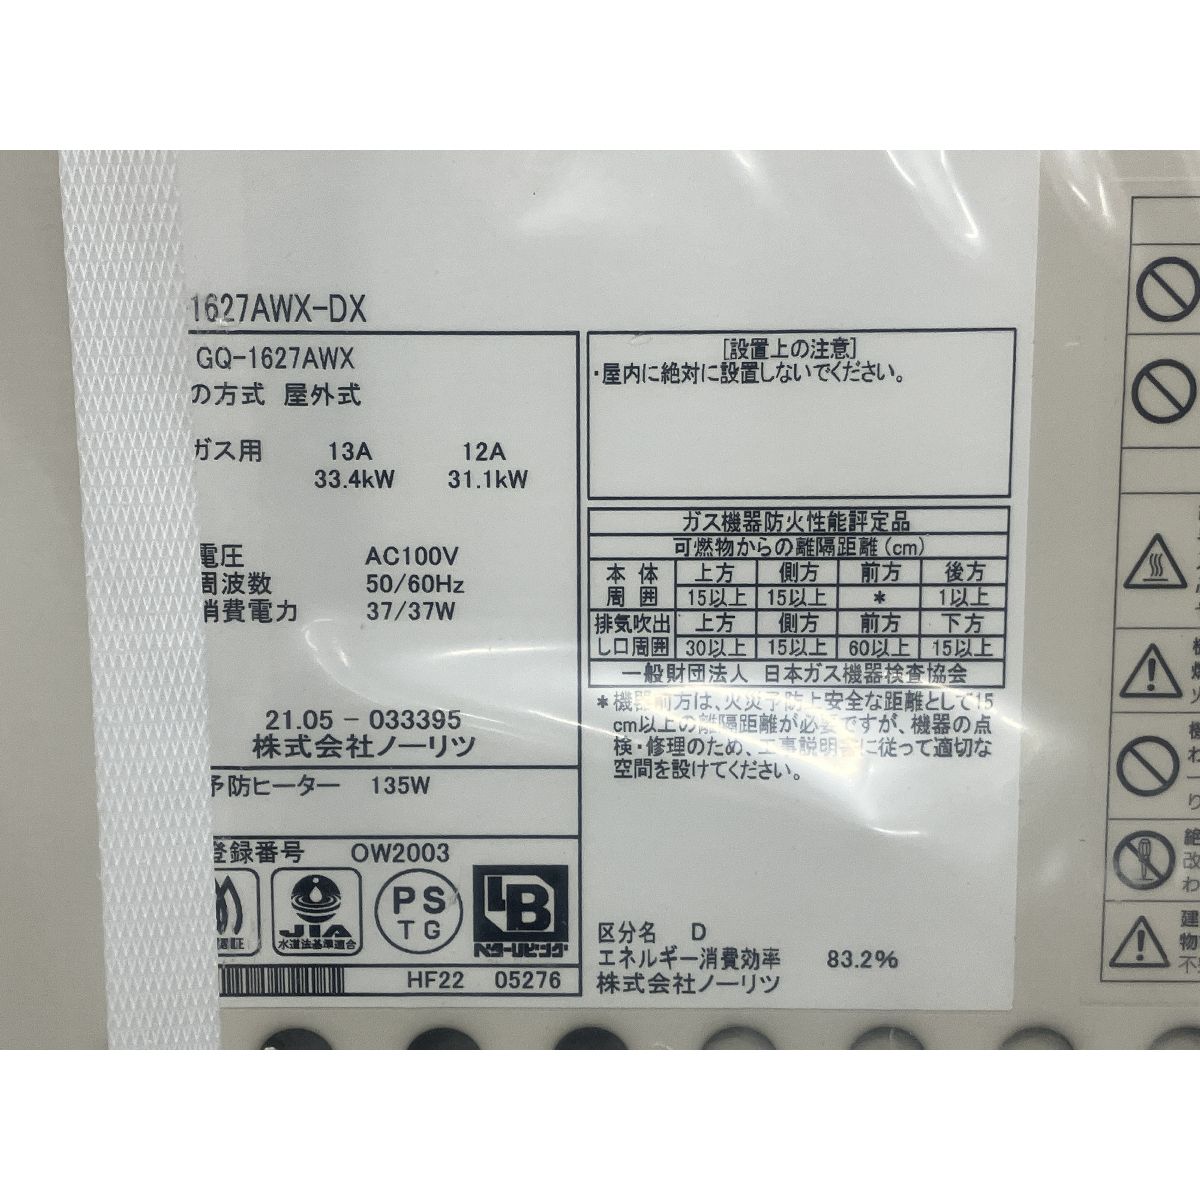 1627AWX-DX
GQ-1627AWX
の方式 屋外式
ガス用 13A 12A
33.4kW 31.1kW
電圧 AC100V
周波数 50/60Hz
消費電力 37/37W
21.05 - 033395
株式会社ノーリツ
予防ヒーター 135W
登録番号 OW2003
認証
JIA
水道法基準適合
PS
TG
LB
ベターリビング
HF22 05276
[設置上の注意]
・屋内に絶対に設置しないでください。
ガス機器防火性能評定品
可燃物からの離隔距離(cm)
本体 上方 側方 前方 後方
周囲 15以上 15以上 * 1以上
排気吹出 上方 側方 前方 下方
し口周囲 30以上 15以上 60以上 15以上
一般財団法人 日本ガス機器検査協会
*機器前方は、火災予防上安全な距離として15
cm以上の離隔距離が必要ですが、機器の点
検・修理のため、工事説明書に従って適切な
空間を設けてください。
区分名 D
エネルギー消費効率 83.2%
株式会社ノーリツ
機
わ
ー
り
絶
改
わ
建
物
不